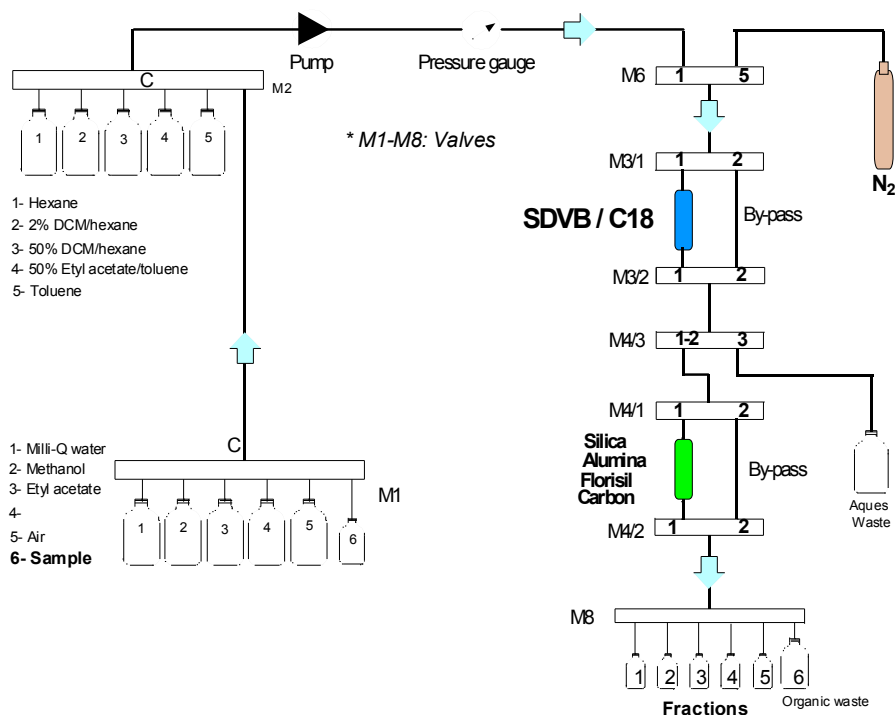 Pump
Pressure gauge
C
M2
1 2 3 4 5
* M1-M8: Valves
M6
1 5
N2
M3/1
1 2
SDVB / C18
By-pass
M3/2
1 2
1- Hexane
2- 2% DCM/hexane
3- 50% DCM/hexane
4- 50% Etyl acetate/toluene
5- Toluene
M4/3
1-2 3
M4/1
1 2
Silica
Alumina
Florisil
Carbon
By-pass
M4/2
1 2
Aques
Waste
C
M1
1- Milli-Q water
2- Methanol
3- Etyl acetate
4-
5- Air
6- Sample
1 2 3 4 5 6
M8
1 2 3 4 5 6
Fractions
Organic waste